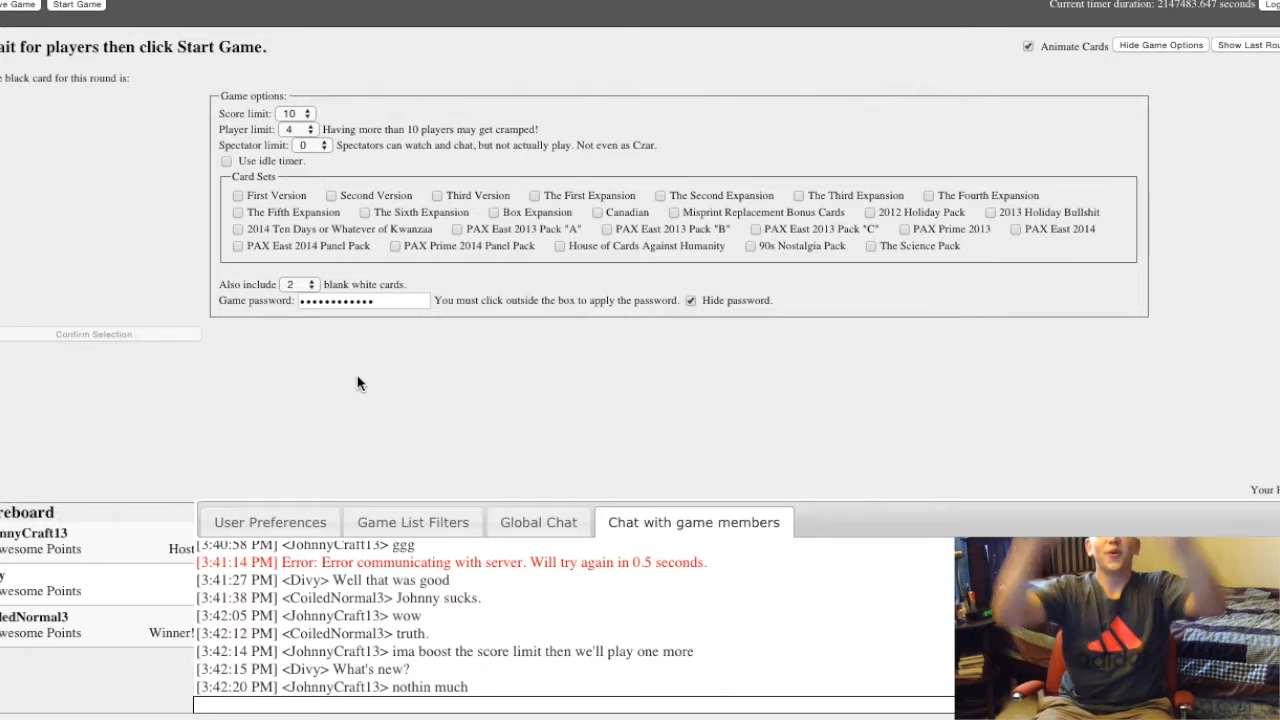 ve Game Start Game Current timer duration: 2147483.647 seconds Log
ait for players then click Start Game.
Animate Cards Hide Game Options Show Last Rou
e black card for this round is:
Game options:
Score limit: 10
Player limit: 4 Having more than 10 players may get cramped!
Spectator limit: 0 Spectators can watch and chat, but not actually play. Not even as Czar.
Use idle timer.
Card Sets
First Version Second Version Third Version The First Expansion The Second Expansion The Third Expansion The Fourth Expansion
The Fifth Expansion The Sixth Expansion Box Expansion Canadian Misprint Replacement Bonus Cards 2012 Holiday Pack 2013 Holiday Bullshit
2014 Ten Days or Whatever of Kwanzaa PAX East 2013 Pack "A" PAX East 2013 Pack "B" PAX East 2013 Pack "C" PAX Prime 2013 PAX East 2014
PAX East 2014 Panel Pack PAX Prime 2014 Panel Pack House of Cards Against Humanity 90s Nostalgia Pack The Science Pack
Also include 2 blank white cards.
Game password: •••••••••••• You must click outside the box to apply the password. Hide password.
Confirm Selection
Your H
reboard
nnyCraft13
wesome Points Host
y
wesome Points
ledNormal3
wesome Points Winner!
User Preferences Game List Filters Global Chat Chat with game members
[3:40:58 PM] <JohnnyCraft13> ggg
[3:41:14 PM] Error: Error communicating with server. Will try again in 0.5 seconds.
[3:41:27 PM] <Divy> Well that was good
[3:41:38 PM] <CoiledNormal3> Johnny sucks.
[3:42:05 PM] <JohnnyCraft13> wow
[3:42:12 PM] <CoiledNormal3> truth.
[3:42:14 PM] <JohnnyCraft13> ima boost the score limit then we'll play one more
[3:42:15 PM] <Divy> What's new?
[3:42:20 PM] <JohnnyCraft13> nothin much
adidas